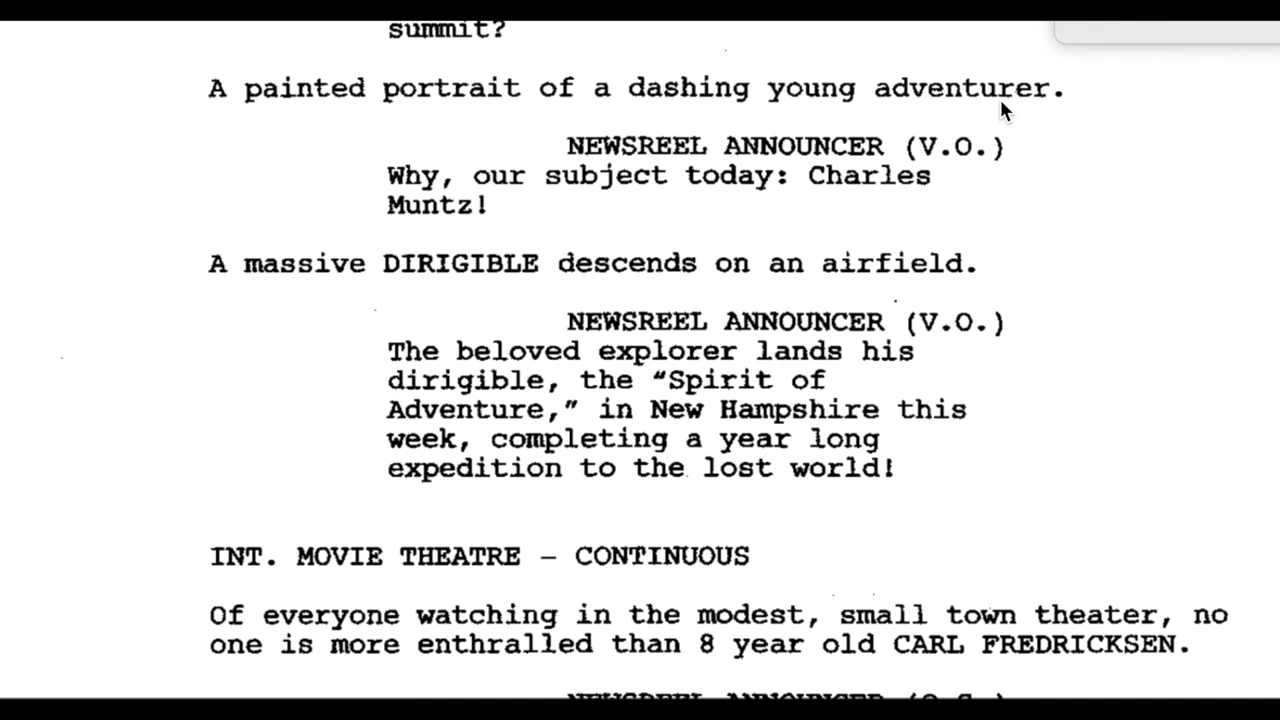 summit?
A painted portrait of a dashing young adventurer.
NEWSREEL ANNOUNCER (V.O.)
Why, our subject today: Charles
Muntz!
A massive DIRIGIBLE descends on an airfield.
NEWSREEL ANNOUNCER (V.O.)
The beloved explorer lands his
dirigible, the “Spirit of
Adventure,” in New Hampshire this
week, completing a year long
expedition to the lost world!
INT. MOVIE THEATRE – CONTINUOUS
Of everyone watching in the modest, small town theater, no
one is more enthralled than 8 year old CARL FREDRICKSEN.
NEWSREEL ANNOUNCER (O.S.)